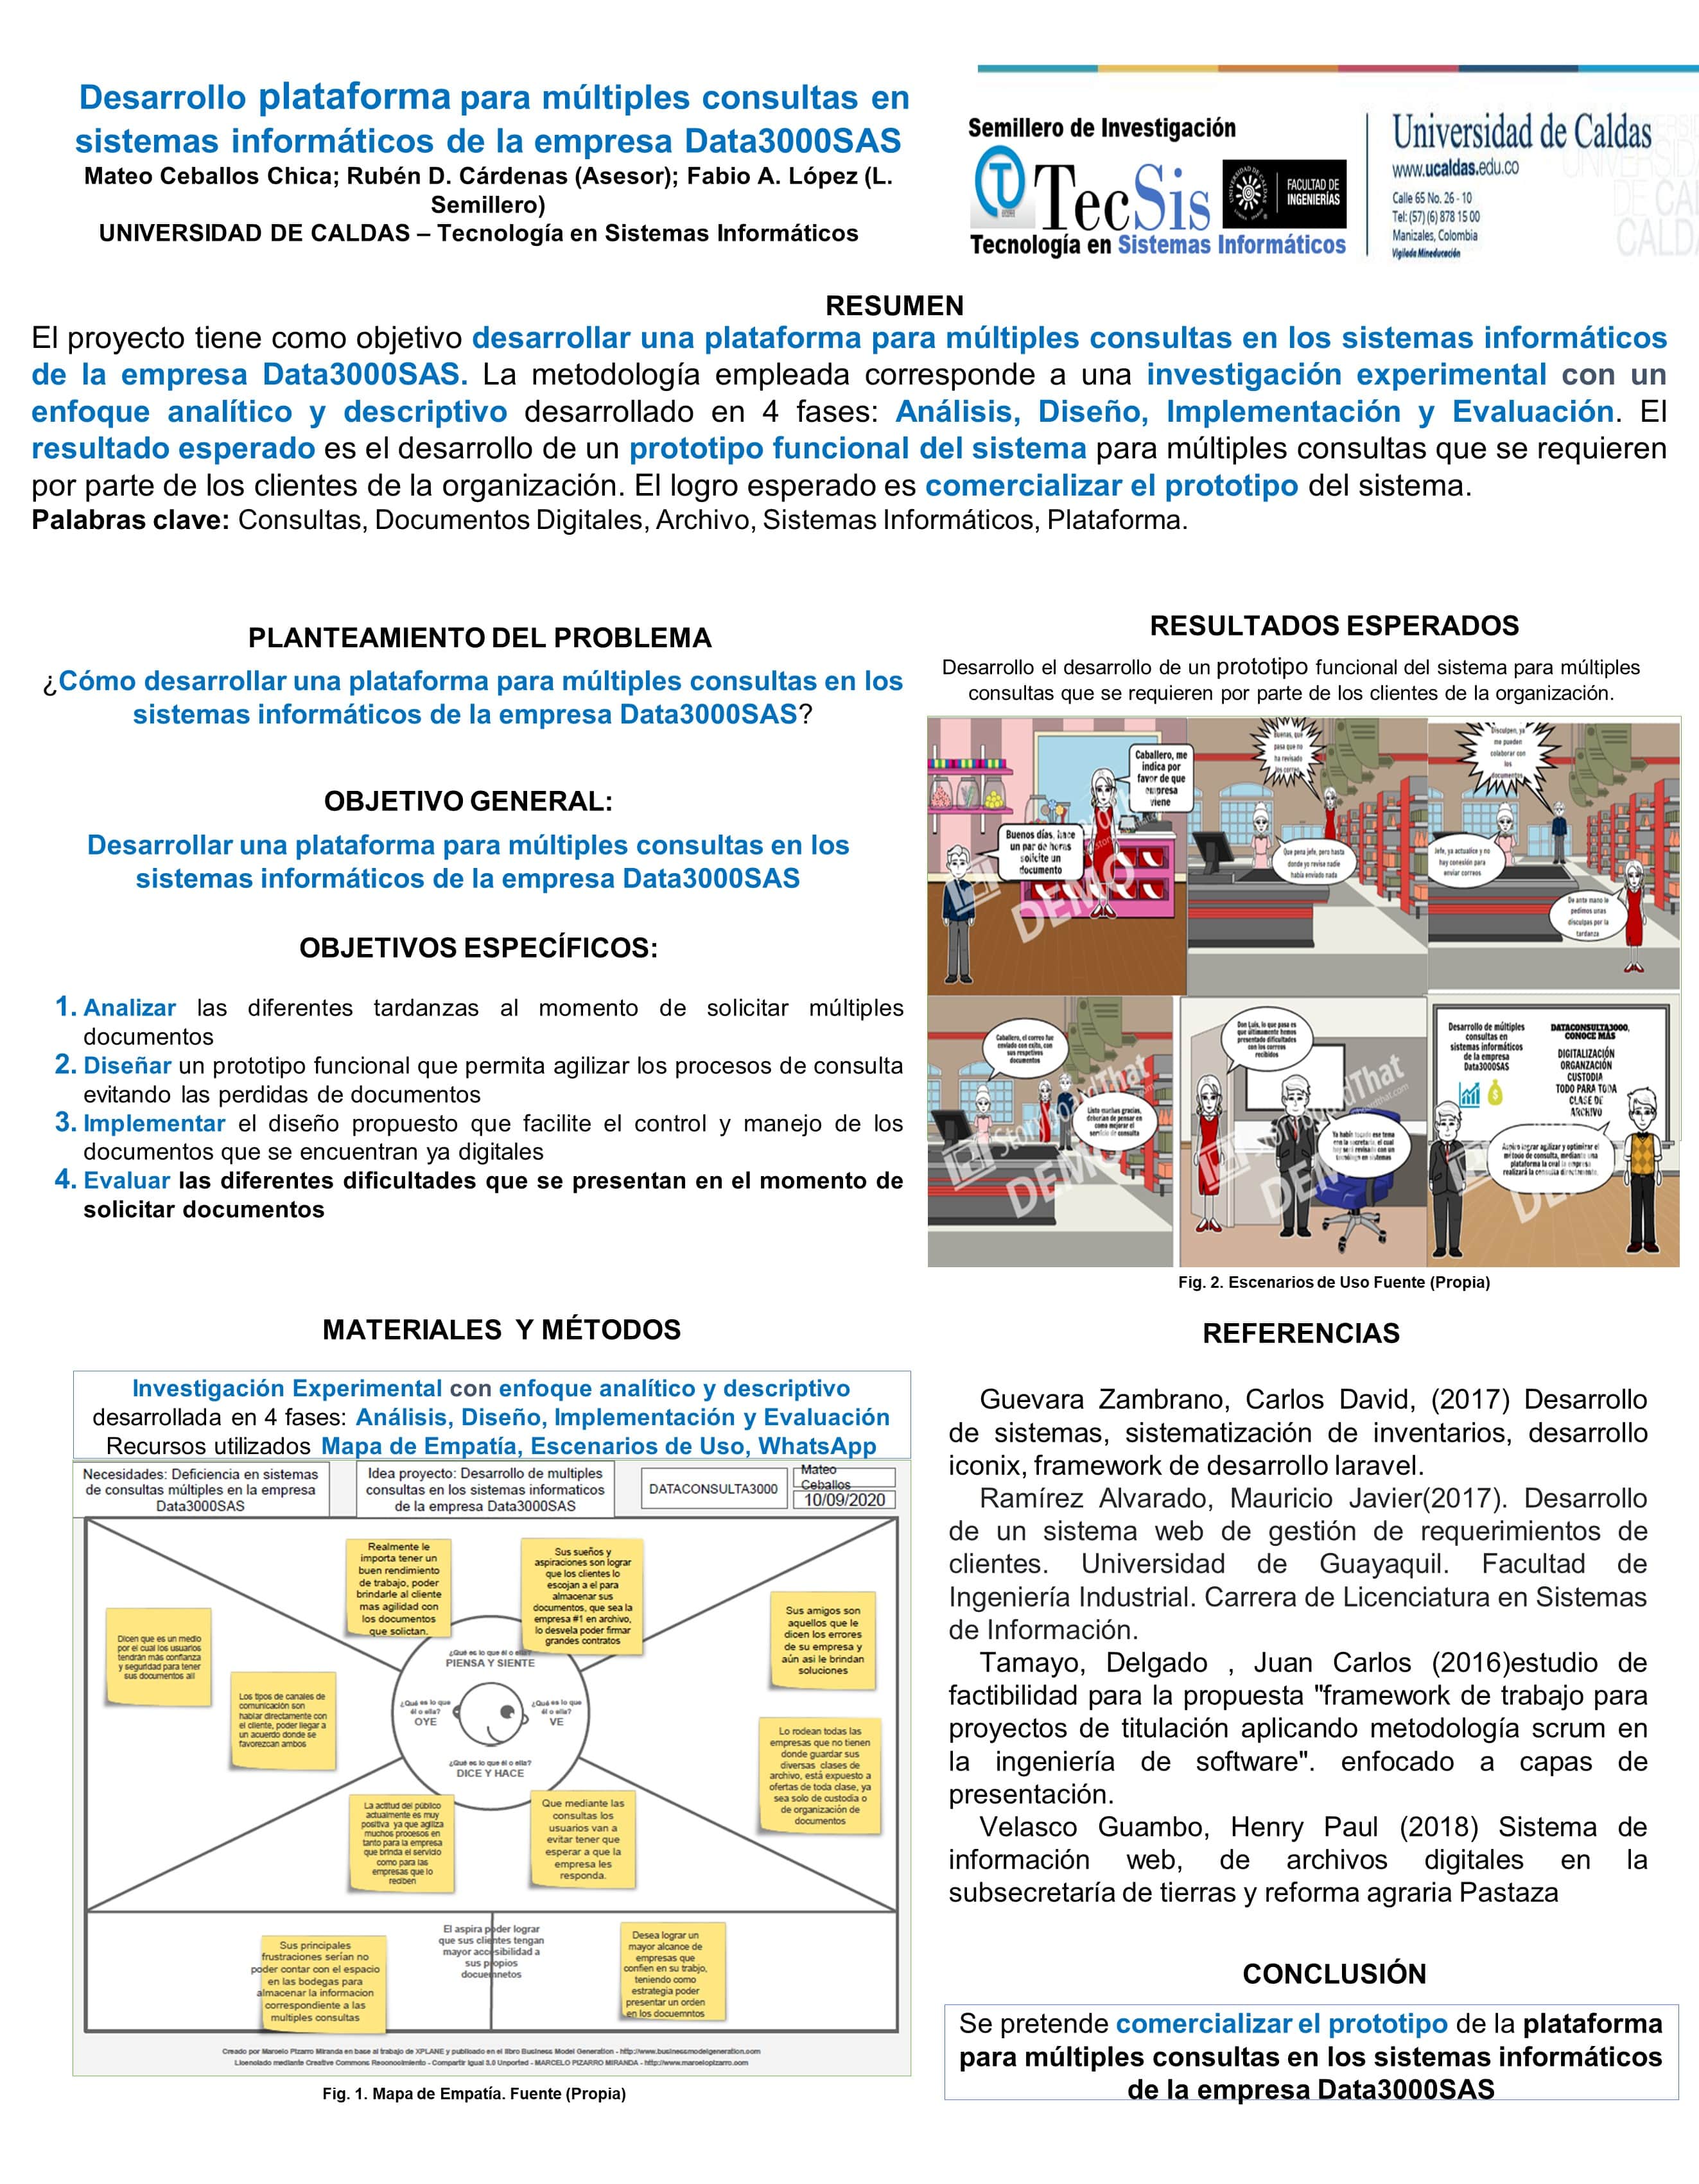 Desarrollo plataforma para múltiples consultas en
sistemas informáticos de la empresa Data3000SAS
Mateo Ceballos Chica; Rubén D. Cárdenas (Asesor); Fabio A. López (L.
Semillero)
UNIVERSIDAD DE CALDAS – Tecnología en Sistemas Informáticos
Semillero de Investigación
TecSis
FACULTAD DE
INGENIERÍAS
Tecnología en Sistemas Informáticos
Universidad de Caldas
www.ucaldas.edu.co
Calle 65 No. 26 - 10
Tel: (57) (6) 878 15 00
Manizales, Colombia
Vigilada Mineducación
RESUMEN
El proyecto tiene como objetivo desarrollar una plataforma para múltiples consultas en los sistemas informáticos
de la empresa Data3000SAS. La metodología empleada corresponde a una investigación experimental con un
enfoque analítico y descriptivo desarrollado en 4 fases: Análisis, Diseño, Implementación y Evaluación. El
resultado esperado es el desarrollo de un prototipo funcional del sistema para múltiples consultas que se requieren
por parte de los clientes de la organización. El logro esperado es comercializar el prototipo del sistema.
Palabras clave: Consultas, Documentos Digitales, Archivo, Sistemas Informáticos, Plataforma.
PLANTEAMIENTO DEL PROBLEMA
¿Cómo desarrollar una plataforma para múltiples consultas en los
sistemas informáticos de la empresa Data3000SAS?
OBJETIVO GENERAL:
Desarrollar una plataforma para múltiples consultas en los
sistemas informáticos de la empresa Data3000SAS
OBJETIVOS ESPECÍFICOS:
1. Analizar las diferentes tardanzas al momento de solicitar múltiples
documentos
2. Diseñar un prototipo funcional que permita agilizar los procesos de consulta
evitando las perdidas de documentos
3. Implementar el diseño propuesto que facilite el control y manejo de los
documentos que se encuentran ya digitales
4. Evaluar las diferentes dificultades que se presentan en el momento de
solicitar documentos
MATERIALES Y MÉTODOS
Investigación Experimental con enfoque analítico y descriptivo
desarrollada en 4 fases: Análisis, Diseño, Implementación y Evaluación
Recursos utilizados Mapa de Empatía, Escenarios de Uso, WhatsApp
Necesidades: Deficiencia en sistemas
de consultas múltiples en la empresa
Data3000SAS
Idea proyecto: Desarrollo de multiples
consultas en los sistemas informaticos
de la empresa Data3000SAS
DATACONSULTA3000
Mateo
Ceballos
10/09/2020
Realmente le
importa tener un
buen rendimiento
de trabajo, poder
brindarle al cliente
mas agilidad con
los documentos
que solictan.
Sus sueños y
aspiraciones son lograr
que los clientes lo
escojan a el para
almacenar sus
documentos, que sea la
empresa #1 en archivo,
lo desvela poder firmar
grandes contratos
Dicen que es un medio
por el cual los usuarios
tendrán más confianza
y seguridad para tener
sus documentos alí
Los tipos de canales de
comunicación son
hablar directamente con
el cliente, poder llegar a
un acuerdo donde se
favorezcan ambos
Sus amigos son
aquellos que le
dicen los errores
de su empresa y
aún asi le brindan
soluciones
Lo rodean todas las
empresas que no tienen
donde guardar sus
diversas clases de
archivo, está expuesto a
ofertas de toda clase, ya
sea solo de custodia o
de organización de
documentos
¿Qué es lo que él o ella?
PIENSA Y SIENTE
¿Qué es lo que
él o ella?
OYE
¿Qué es lo que
él o ella?
VE
¿Qué es lo que él o ella?
DICE Y HACE
La actitud del público
actualmente es muy
positiva ya que agiliza
muchos procesos en
tanto para la empresa
que brinda el servido
como para las
empresas que lo
reciben
Que mediante las
consultas los
usuarios van a
evitar tener que
esperar a que la
empresa les
responda.
Sus principales
frustraciones serían no
poder contar con el espacio
en las bodegas para
almacenar la informacion
correspondiente a las
multiples consultas
El aspira poder lograr
que sus clientes tengan
mayor accesibilidad a
sus propios
docuemnetos
Desea lograr un
mayor alcance de
empresas que
confien en su trabjo,
teniendo como
estrategia poder
presentar un orden
en los docuemntos
Creado por Marcelo Pizarro Miranda en base al trabajo de XPLANE y publicado en el libro Business Model Generation - http://www.businessmodelgeneration.com
Licenciado mediante Creative Commons Reconocimiento - Compartir Igual 3.0 Unported - MARCELO PIZARRO MIRANDA - http://www.marcelopizarro.com
Fig. 1. Mapa de Empatía. Fuente (Propia)
RESULTADOS ESPERADOS
Desarrollo el desarrollo de un prototipo funcional del sistema para múltiples
consultas que se requieren por parte de los clientes de la organización.
Caballero, me
indica por
favor de que
empresa
viene
Buenos días, hace
un par de horas
solicite un
documento
Buenas, que
pasa que no
ha revisado
los correo
Que pena jefe, pero hasta
donde yo revise nadie
había enviado nada
Disculpen, ya
me pueden
colaborar con
los
documentos
Jefe, ya actualice y no
hay conexión para
enviar correos
De ante mano le
pedimos unas
disculpas por la
tardanza
Caballero, el correo fue
enviado con exito, con
sus respetivos
documentos
Listo muchas gracias,
deberian de pensar en
como mejorar el
servicio de consulta
Don Luis, lo que pasa es
que últimamente hemos
presentado dificultades
con los correos
recibidos
Desarrollo de múltiples
consultas en
sistemas informáticos
de la empresa
Data3000SAS
DATACONSULTA3000,
CONOCE MÁS
DIGITALIZACIÓN
ORGANZACIÓN
CUSTODIA
TODO PARA TODA
CLASE DE
ARCHIVO
lograr agilizar y optimizar el
método de consulta, mediante una
plataforma la cual la empresa
realizará la consulta directamente.
StoryboardThat
DEMO
Fig. 2. Escenarios de Uso Fuente (Propia)
REFERENCIAS
Guevara Zambrano, Carlos David, (2017) Desarrollo
de sistemas, sistematización de inventarios, desarrollo
iconix, framework de desarrollo laravel.
Ramírez Alvarado, Mauricio Javier(2017). Desarrollo
de un sistema web de gestión de requerimientos de
clientes. Universidad de Guayaquil. Facultad de
Ingeniería Industrial. Carrera de Licenciatura en Sistemas
de Información.
Tamayo, Delgado , Juan Carlos (2016)estudio de
factibilidad para la propuesta "framework de trabajo para
proyectos de titulación aplicando metodología scrum en
la ingeniería de software". enfocado a capas de
presentación.
Velasco Guambo, Henry Paul (2018) Sistema de
información web, de archivos digitales en la
subsecretaría de tierras y reforma agraria Pastaza
CONCLUSIÓN
Se pretende comercializar el prototipo de la plataforma
para múltiples consultas en los sistemas informáticos
de la empresa Data3000SAS